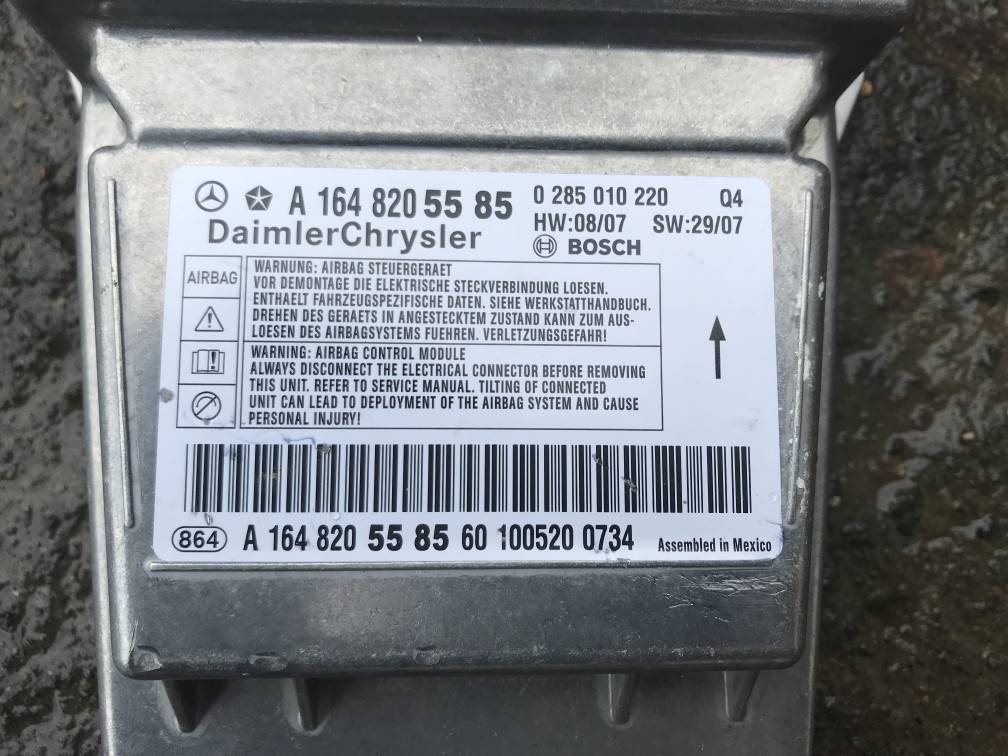 A 164 820 55 85
DaimlerChrysler
0 285 010 220 Q4
HW:08/07 SW:29/07
BOSCH
AIRBAG
WARNUNG: AIRBAG STEUERGERAET
VOR DEMONTAGE DIE ELEKTRISCHE STECKVERBINDUNG LOESEN.
ENTHAELT FAHRZEUGSPEZIFISCHE DATEN. SIEHE WERKSTATTHANDBUCH.
DREHEN DES GERAETS IN ANGESTECKTEM ZUSTAND KANN ZUM AUS-
LOESEN DES AIRBAGSYSTEMS FUEHREN. VERLETZUNGSGEFAHR!
WARNING: AIRBAG CONTROL MODULE
ALWAYS DISCONNECT THE ELECTRICAL CONNECTOR BEFORE REMOVING
THIS UNIT. REFER TO SERVICE MANUAL. TILTING OF CONNECTED
UNIT CAN LEAD TO DEPLOYMENT OF THE AIRBAG SYSTEM AND CAUSE
PERSONAL INJURY!
864 A 164 820 55 85 60 100520 0734 Assembled in Mexico